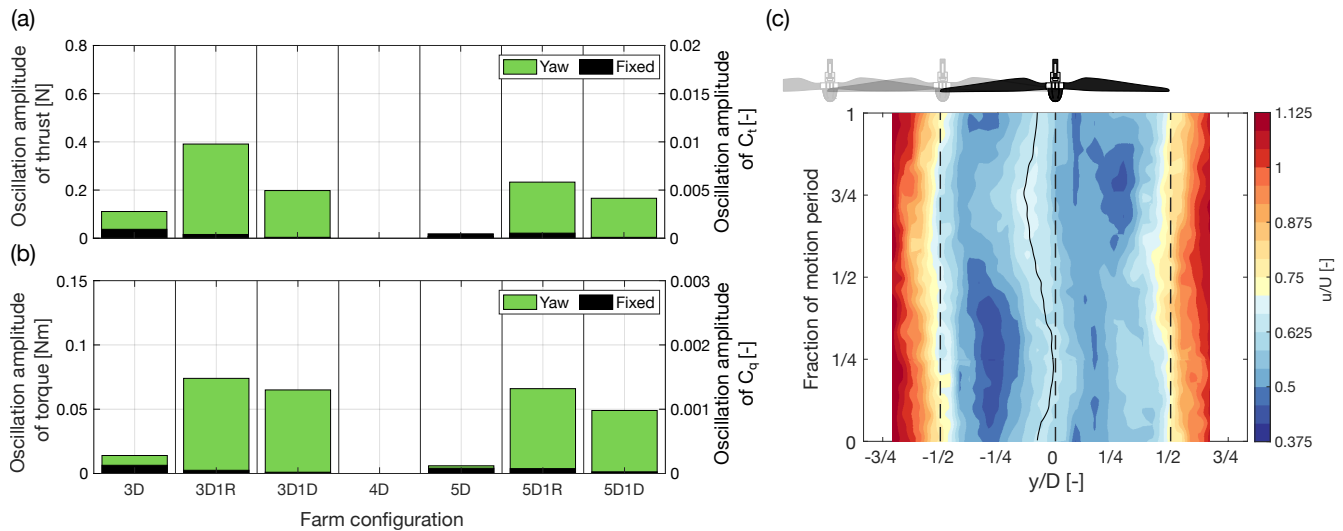 (a)
Oscillation amplitude
of thrust [N]
0.8
0.6
0.4
0.2
0
Yaw
Fixed
0.02
0.015
0.01
0.005
0
Oscillation amplitude
of Ct [-]
(b)
Oscillation amplitude
of torque [Nm]
0.15
0.1
0.05
0
Yaw
Fixed
0.003
0.002
0.001
0
Oscillation amplitude
of Cq [-]
3D 3D1R 3D1D 4D 5D 5D1R 5D1D
Farm configuration
(c)
Fraction of motion period
1
3/4
1/2
1/4
0
-3/4 -1/2 -1/4 0 1/4 1/2 3/4
y/D [-]
1.125
1
0.875
0.75
0.625
0.5
0.375
u/U [-]